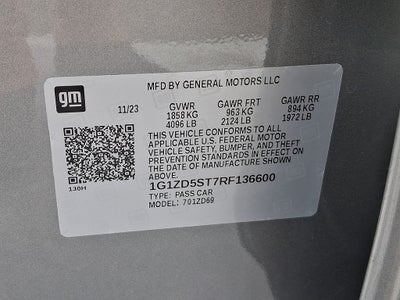 gm
MFD BY GENERAL MOTORS LLC
11/23 GVWR GAWR FRT GAWR RR
1858 KG 963 KG 894 KG
4096 LB 2124 LB 1972 LB
THIS VEHICLE CONFORMS TO ALL
APPLICABLE U.S. FEDERAL MOTOR
VEHICLE SAFETY, BUMPER, AND THEFT
PREVENTION STANDARDS IN EFFECT ON
THE DATE OF MANUFACTURE SHOWN
ABOVE.
130H
1G1ZD5ST7RF136600
TYPE: PASS CAR
MODEL: 701ZD69